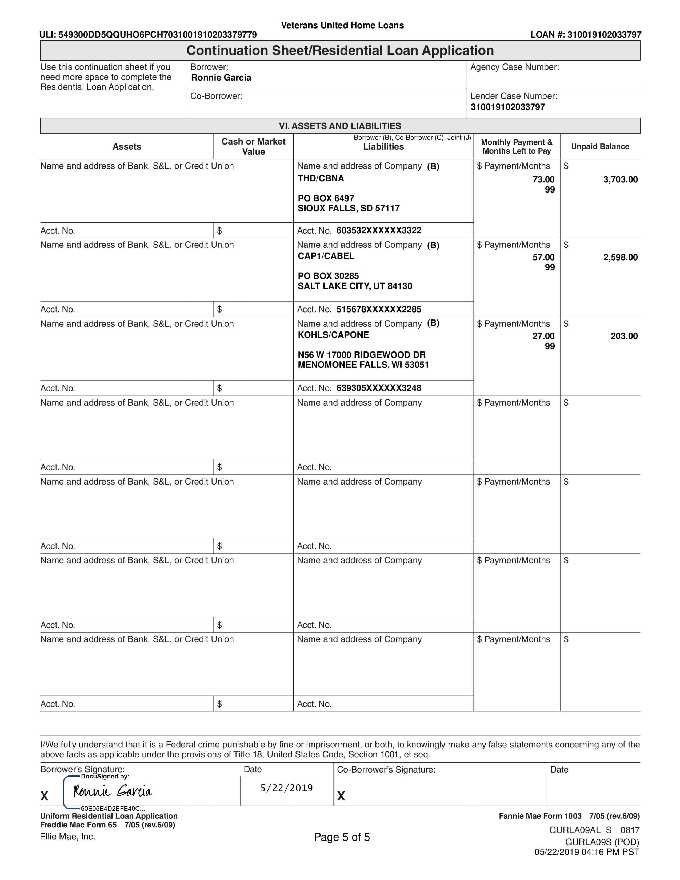 Veterans United Home Loans
ULI: 549300DD5QQUHO6PCH7031001910203379779 LOAN #: 310019102033797
Continuation Sheet/Residential Loan Application
Use this continuation sheet if you need more space to complete the Residential Loan Application.
Borrower:
Ronnie Garcia
Agency Case Number:
Co-Borrower:
Lender Case Number:
310019102033797
VI. ASSETS AND LIABILITIES
Assets
Cash or Market Value
Borrower (B), Co-Borrower (C), Joint (J)
Liabilities
Monthly Payment & Months Left to Pay
Unpaid Balance
Name and address of Bank, S&L, or Credit Union
Name and address of Company (B)
$ Payment/Months
$
THD/CBNA
73.00
3,703.00
99
PO BOX 6497
SIOUX FALLS, SD 57117
Acct. No.
$
Acct. No. 603532XXXXXX3322
Name and address of Bank, S&L, or Credit Union
Name and address of Company (B)
$ Payment/Months
$
CAP1/CABEL
57.00
2,598.00
99
PO BOX 30285
SALT LAKE CITY, UT 84130
Acct. No.
$
Acct. No. 515678XXXXXX2285
Name and address of Bank, S&L, or Credit Union
Name and address of Company (B)
$ Payment/Months
$
KOHLS/CAPONE
27.00
203.00
99
N56 W 17000 RIDGEWOOD DR
MENOMONEE FALLS, WI 53051
Acct. No.
$
Acct. No. 639305XXXXXX3248
Name and address of Bank, S&L, or Credit Union
Name and address of Company
$ Payment/Months
$
Acct. No.
$
Acct. No.
Name and address of Bank, S&L, or Credit Union
Name and address of Company
$ Payment/Months
$
Acct. No.
$
Acct. No.
Name and address of Bank, S&L, or Credit Union
Name and address of Company
$ Payment/Months
$
Acct. No.
$
Acct. No.
Name and address of Bank, S&L, or Credit Union
Name and address of Company
$ Payment/Months
$
Acct. No.
$
Acct. No.
I/We fully understand that it is a Federal crime punishable by fine or imprisonment, or both, to knowingly make any false statements concerning any of the
above facts as applicable under the provisions of Title 18, United States Code, Section 1001, et seq.
Borrower's Signature:
Date
Co-Borrower's Signature:
Date
DocuSigned by:
X Ronnie Garcia
5/22/2019
X
Uniform Residential Loan Application
Freddie Mac Form 65 7/05 (rev.6/09)
Fannie Mae Form 1003 7/05 (rev.6/09)
Ellie Mae, Inc.
Page 5 of 5
GURLA09AL_S 0817
GURLA09S (POD)
05/22/2019 04:16 PM PST